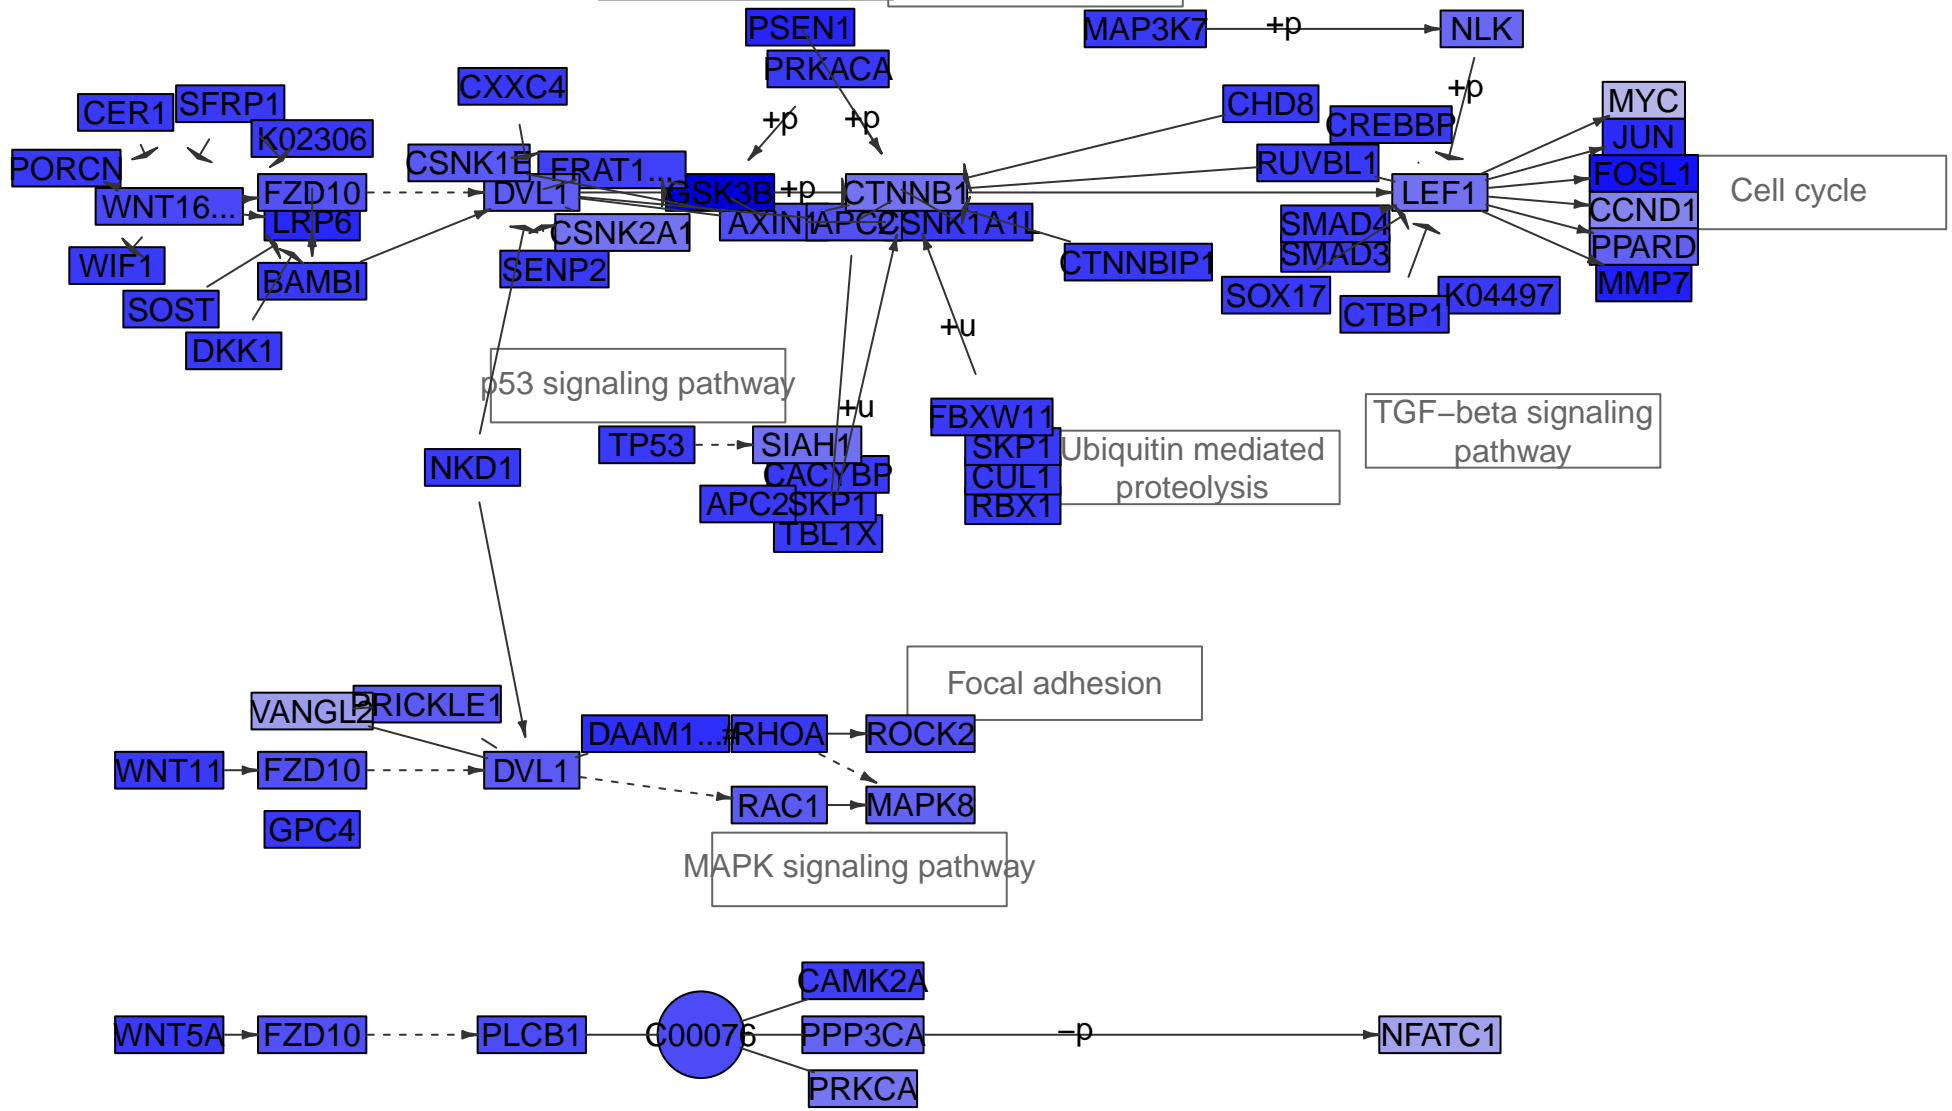 PSEN1
MAP3K7
+p
NLK
PRKACA
CXXC4
CER1
SFRP1
K02306
+p
+p
CHD8
CREBBP
+p
MYC
JUN
PORCN
CSNK1E
FRAT1...
RUVBL1
FOSL1
Cell cycle
WNT16...
FZD10
DVL1
GSK3B
+p
CTNNB1
LEF1
CCND1
LRP6
CSNK2A1
AXIN1
APC2
CSNK1A1L
SMAD4
PPARD
WIF1
BAMBI
SENP2
CTNNBIP1
SMAD3
MMP7
SOST
SOX17
K04497
CTBP1
DKK1
+u
p53 signaling pathway
+u
FBXW11
TGF−beta signaling
pathway
TP53
SIAH1
SKP1
Ubiquitin mediated
proteolysis
NKD1
CACYBP
CUL1
APC2
SKP1
RBX1
TBL1X
Focal adhesion
VANGL2
PRICKLE1
DAAM1...#
RHOA
ROCK2
WNT11
FZD10
DVL1
RAC1
MAPK8
GPC4
MAPK signaling pathway
CAMK2A
WNT5A
FZD10
PLCB1
C00076
PPP3CA
−p
NFATC1
PRKCA